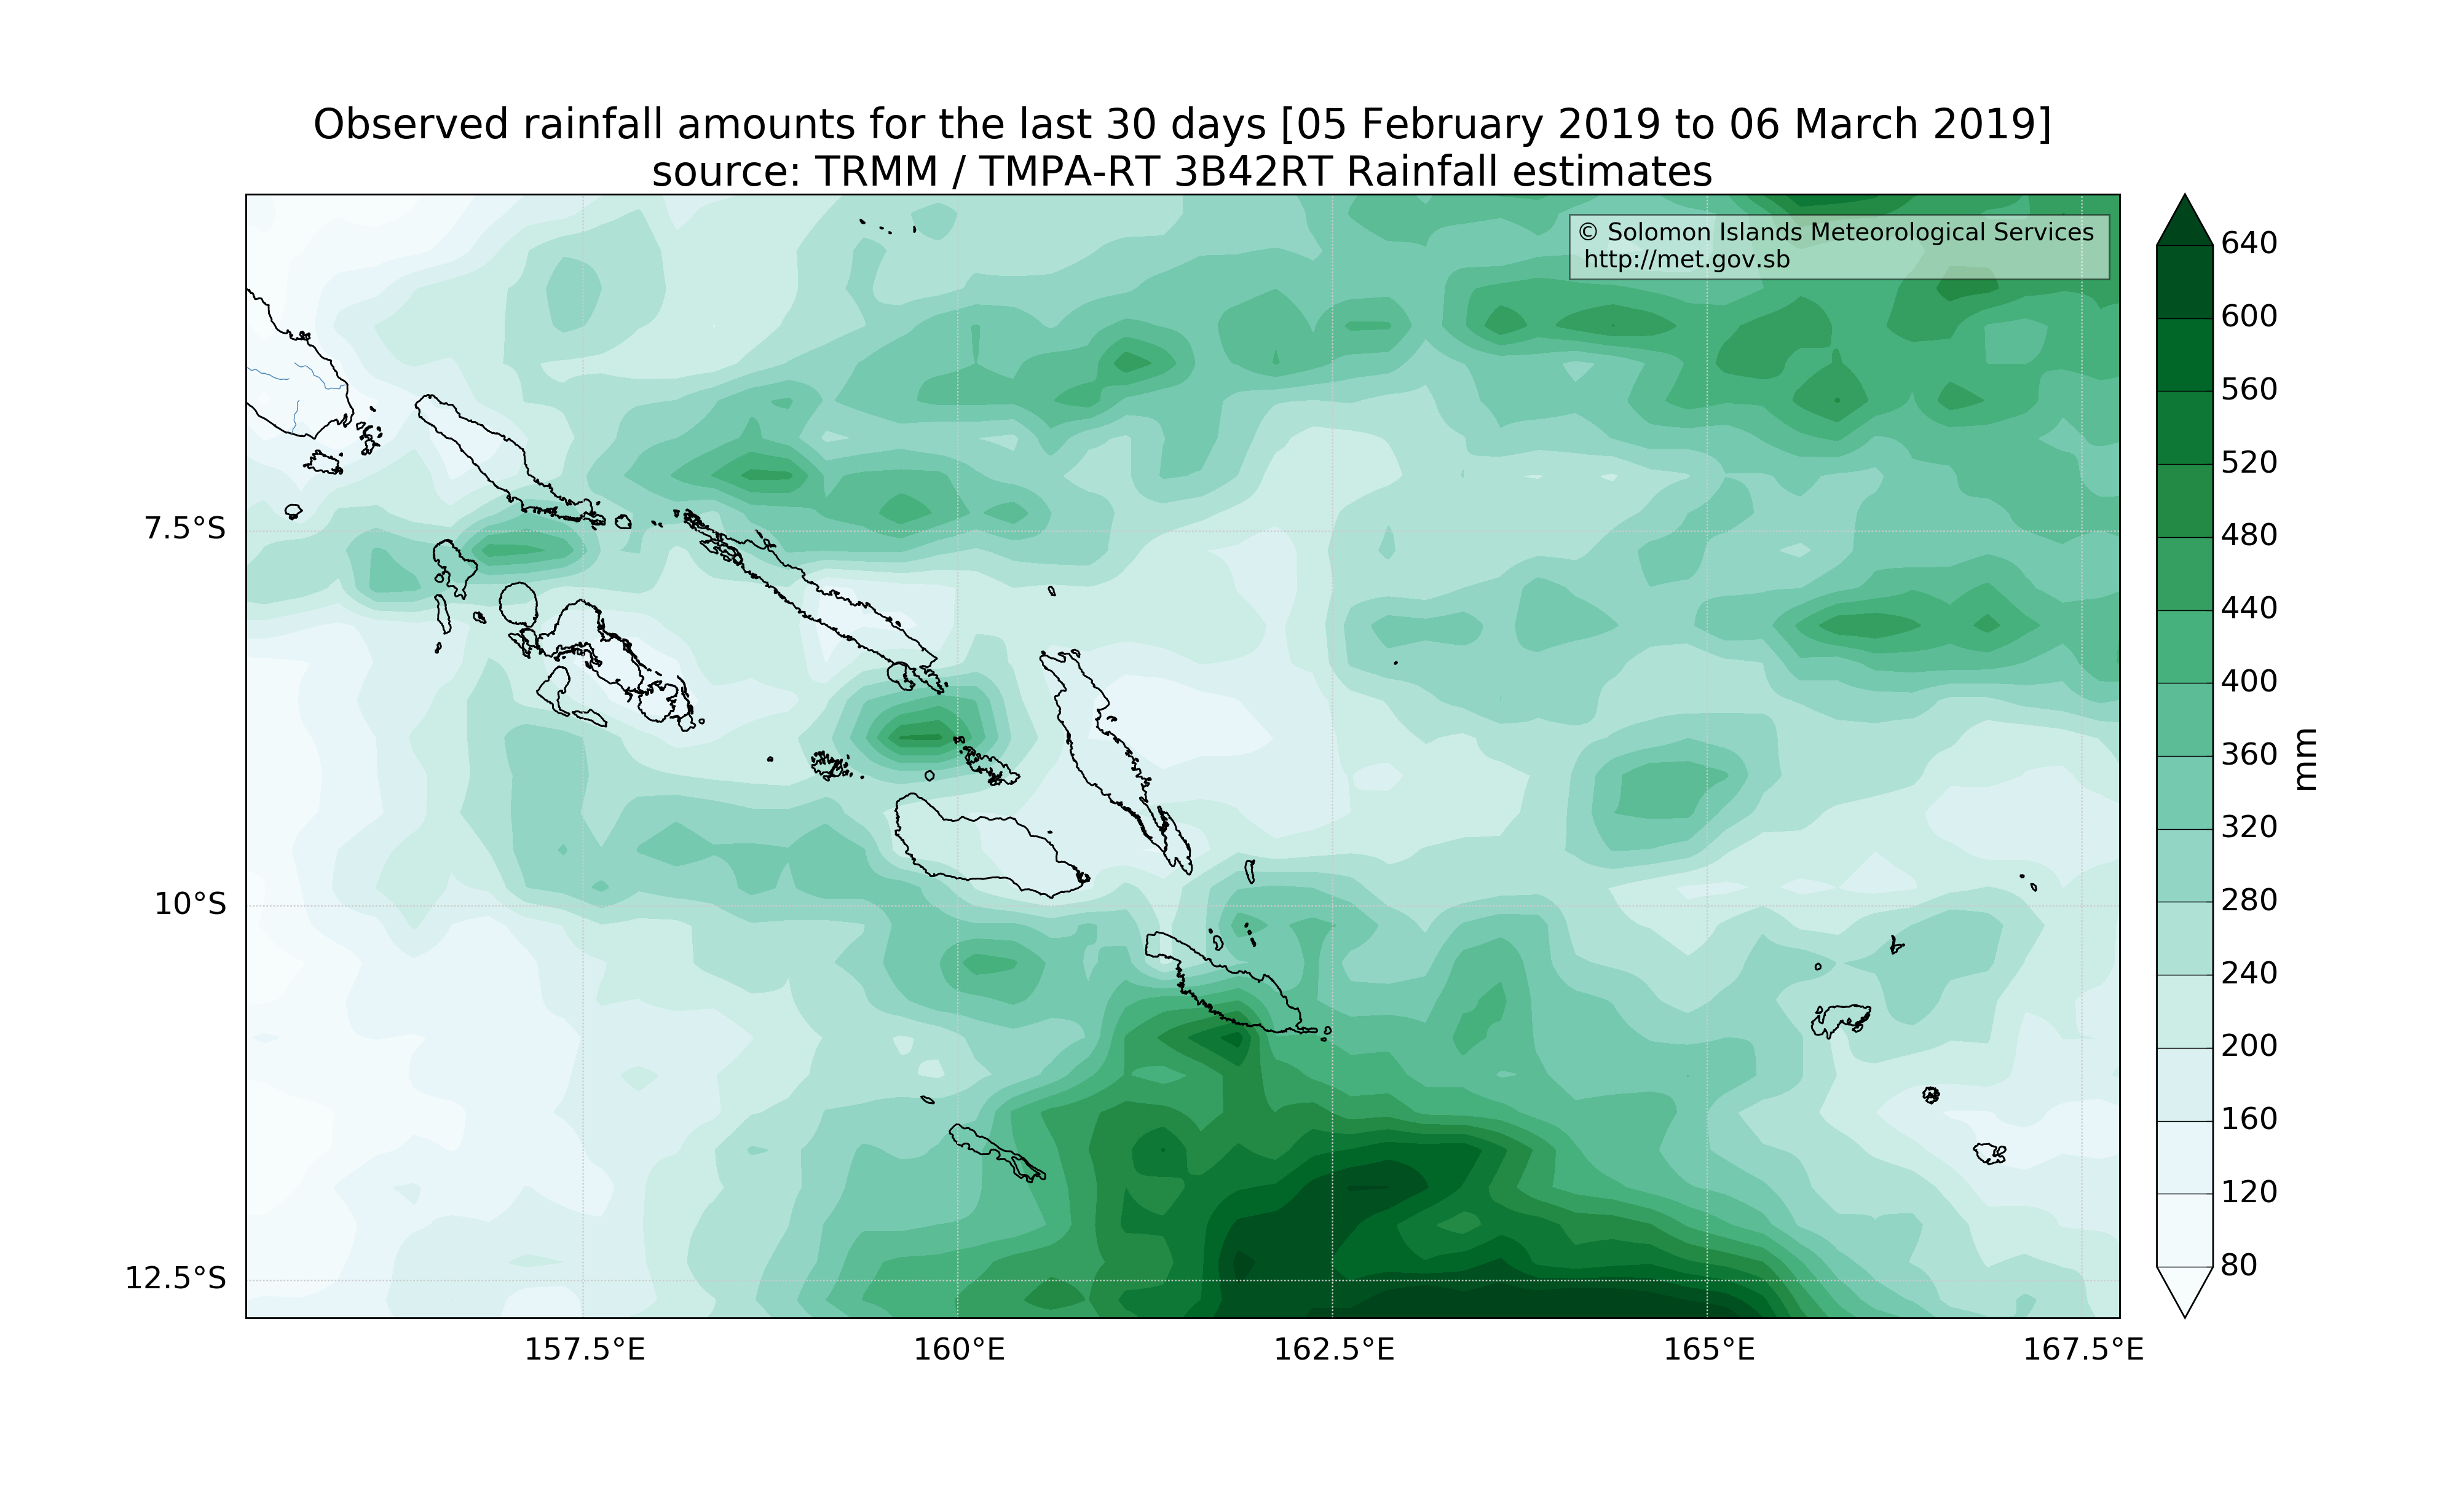 Observed rainfall amounts for the last 30 days [05 February 2019 to 06 March 2019]
source: TRMM / TMPA-RT 3B42RT Rainfall estimates
© Solomon Islands Meteorological Services
http://met.gov.sb
7.5°S
10°S
12.5°S
157.5°E
160°E
162.5°E
165°E
167.5°E
640
600
560
520
480
440
400
360
320
280
240
200
160
120
80
mm